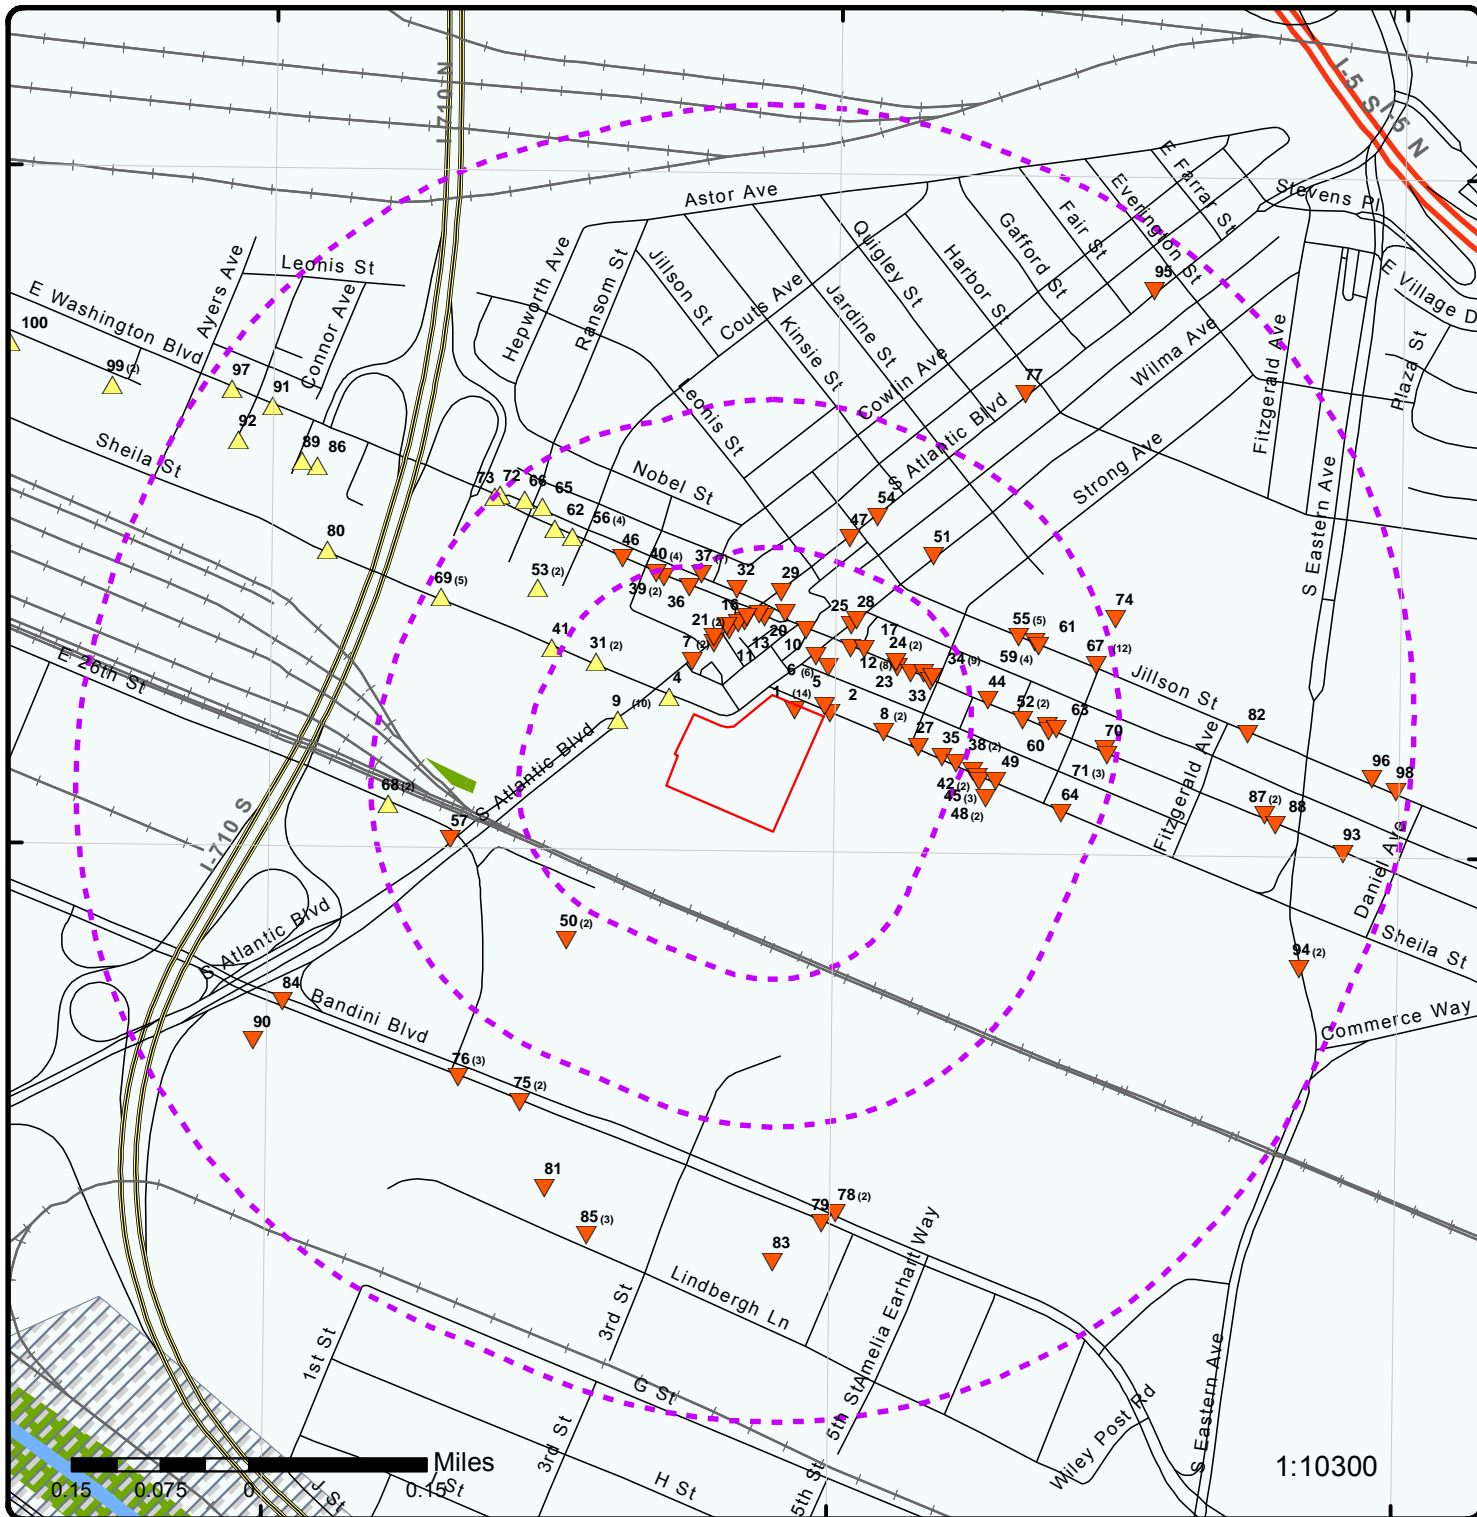 I-710 N
I-5 S
I-5 N
E Farrar St
Everington St
Stevens Pl
Astor Ave
Fair St
Gafford St
Quigley St
Harbor St
Ayers Ave
Leonis St
Hepworth Ave
Ransom St
Jillson St
Couts Ave
Jardine St
Kinsie St
E Village D
95
E Washington Blvd
Connor Ave
100
99 (2)
97
91
92
89
86
Leonis St
Cowlin Ave
Wilma Ave
77
Fitzgerald Ave
Plaza St
S Atlantic Blvd
Strong Ave
S Eastern Ave
Sheila St
Nobel St
73
72
66
65
62
56 (4)
54
47
51
80
46
40 (4)
37
39 (2)
36
32
29
53 (2)
69 (5)
41
31 (2)
21 (2)
16
20
13
11
7 (2)
10
25
28
17
24 (2)
12 (8)
23
6 (6)
5
34 (9)
33
55 (5)
61
59 (4)
74
67 (12)
Jillson St
E 26th St
4
9 (10)
1 (14)
2
8 (2)
27
35
38 (2)
42 (2)
45 (3)
48 (2)
49
44
52 (2)
63
60
70
71 (3)
64
82
96
98
Fitzgerald Ave
87 (2)
88
93
Daniel Ave
S Atlantic Blvd
68 (2)
57
I-710 S
S Atlantic Blvd
50 (2)
Sheila St
94 (2)
Commerce Way
84
90
Bandini Blvd
76 (3)
75 (2)
81
85 (3)
79
78 (2)
83
Lindbergh Ln
Amelia Earhart Way
3rd St
1st St
G St
5th St
S Eastern Ave
Wiley Post Rd
3rd St
H St
5th St
J St
St
Miles
0.15
0.075
0
0.15
1:10300